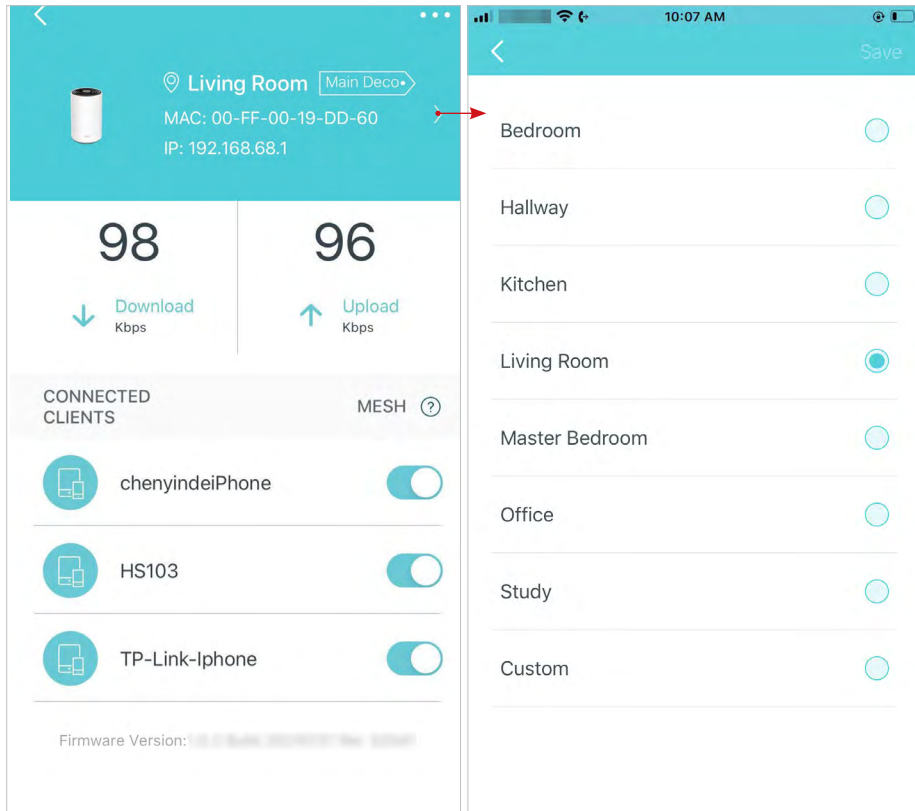 Living Room Main Deco
MAC: 00-FF-00-19-DD-60
IP: 192.168.68.1
98
Download
Kbps
96
Upload
Kbps
CONNECTED
CLIENTS
MESH ?
chenyindeiPhone
HS103
TP-Link-Iphone
Firmware Version:
10:07 AM
Save
Bedroom
Hallway
Kitchen
Living Room
Master Bedroom
Office
Study
Custom